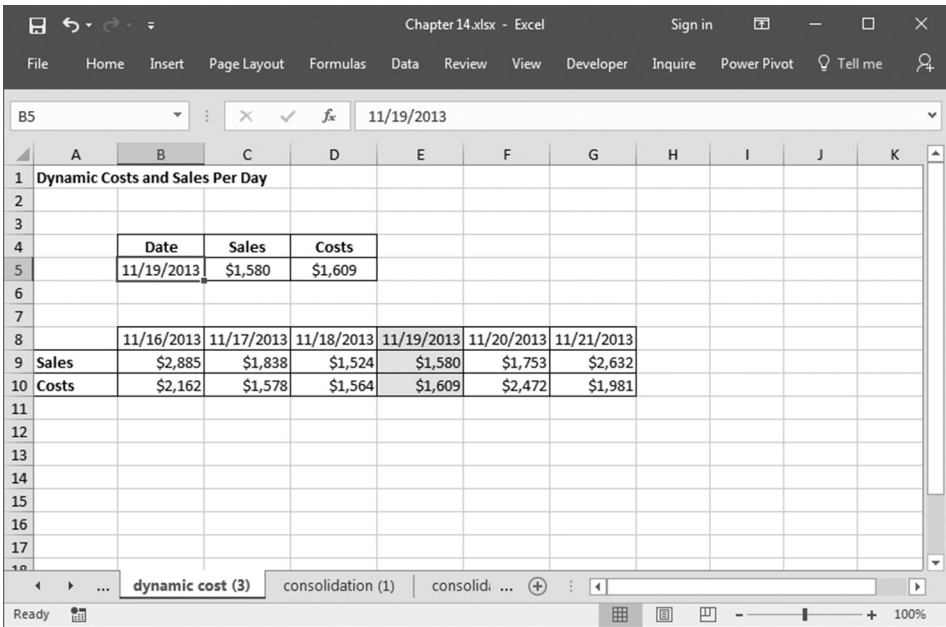 Chapter 14.xlsx - Excel
Sign in
File Home Insert Page Layout Formulas Data Review View Developer Inquire Power Pivot Tell me
B5 fx 11/19/2013
A B C D E F G H I J K
1 Dynamic Costs and Sales Per Day
2
3
4 Date Sales Costs
5 11/19/2013 $1,580 $1,609
6
7
8 11/16/2013 11/17/2013 11/18/2013 11/19/2013 11/20/2013 11/21/2013
9 Sales $2,885 $1,838 $1,524 $1,580 $1,753 $2,632
10 Costs $2,162 $1,578 $1,564 $1,609 $2,472 $1,981
11
12
13
14
15
16
17
18
... dynamic cost (3) consolidation (1) consolida ...
Ready 100%